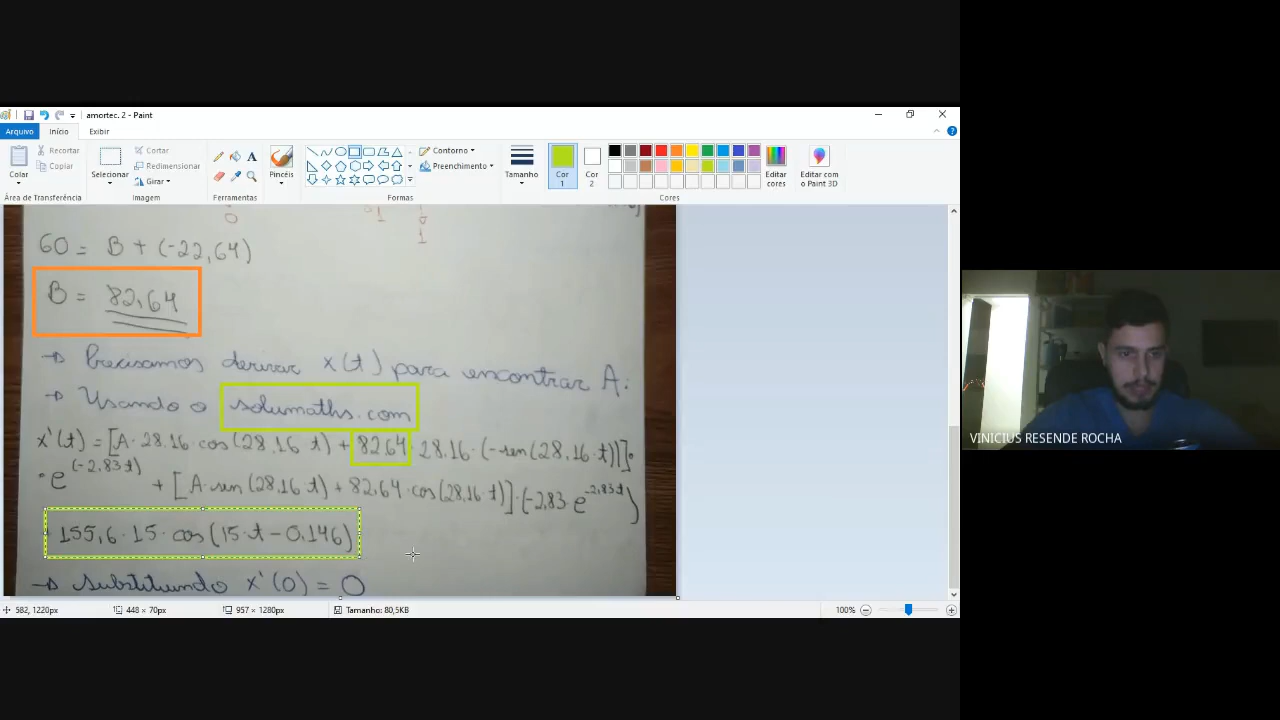 amortec. 2 - Paint
Arquivo Início Exibir
Colar
Recortar
Copiar
Área de Transferência
Selecionar
Cortar
Redimensionar
Girar
Imagem
A
Ferramentas
Pincéis
Contorno
Preenchimento
Formas
Tamanho
Cor 1
Cor 2
Editar cores
Cores
Editar com o Paint 3D
60 = B + (-22,64)
B = 82,64
→ Precisamos derivar x(t) para encontrar A.
→ Usando o solumaths.com
x'(t) = [A·28.16 cos(28,16 t) + 82,64·28.16·(-sen(28,16·t))]·
·e^(-2,83t) + [A·sen(28,16t) + 82,64·cos(28,16·t)]·(-2,83·e^-2,83t)
+ 155,6·15·cos(15·t - 0.146)
→ substituindo x'(0) = 0
VINICIUS RESENDE ROCHA
582, 1220px
448 × 70px
957 × 1280px
Tamanho: 80,5KB
100%